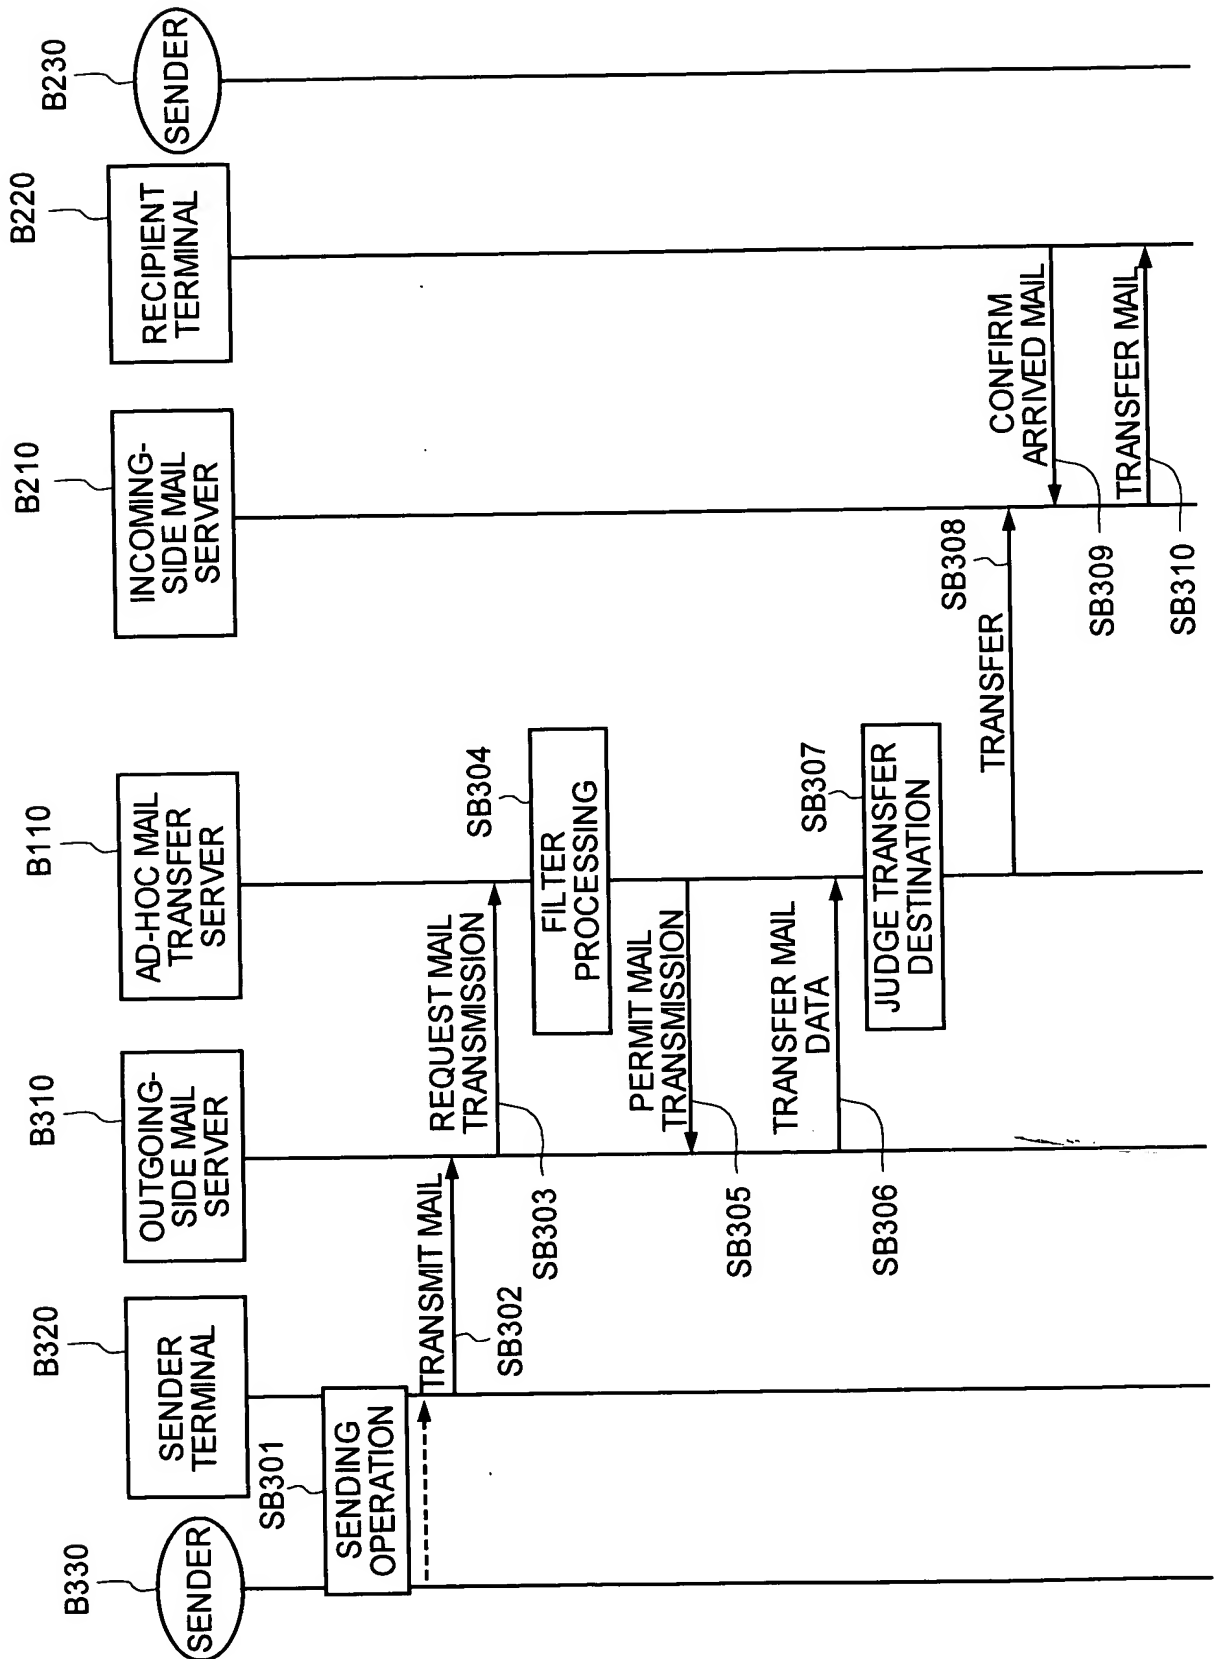 B330
SENDER
B320
SENDER
TERMINAL
B310
OUTGOING-
SIDE MAIL
SERVER
B110
AD-HOC MAIL
TRANSFER
SERVER
B210
INCOMING-
SIDE MAIL
SERVER
B220
RECIPIENT
TERMINAL
B230
SENDER
SB301
SENDING
OPERATION
TRANSMIT MAIL
SB302
REQUEST MAIL
TRANSMISSION
SB303
SB304
FILTER
PROCESSING
PERMIT MAIL
TRANSMISSION
SB305
TRANSFER MAIL
DATA
SB306
SB307
JUDGE TRANSFER
DESTINATION
TRANSFER
SB308
CONFIRM
ARRIVED MAIL
SB309
TRANSFER MAIL
SB310